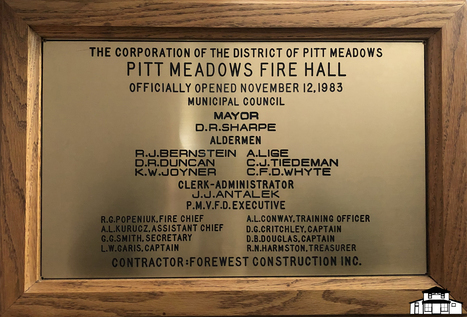 THE CORPORATION OF THE DISTRICT OF PITT MEADOWS
PITT MEADOWS FIRE HALL
OFFICIALLY OPENED NOVEMBER 12, 1983
MUNICIPAL COUNCIL
MAYOR
D.R. SHARPE
ALDERMEN
R.J. BERNSTEIN A. LIGE
D.R. DUNCAN C.J. TIEDEMAN
K.W. JOYNER C.F.D. WHYTE
CLERK-ADMINISTRATOR
J.J. ANTALEK
P.M.V.F.D. EXECUTIVE
R.G. POPENIUK, FIRE CHIEF A.L. CONWAY, TRAINING OFFICER
A.L. KURUCZ, ASSISTANT CHIEF D.G. CRITCHLEY, CAPTAIN
G.G. SMITH, SECRETARY D.B. DOUGLAS, CAPTAIN
L.W. GARIS, CAPTAIN R.N. HARMSTON, TREASURER
CONTRACTOR: FOREWEST CONSTRUCTION INC.